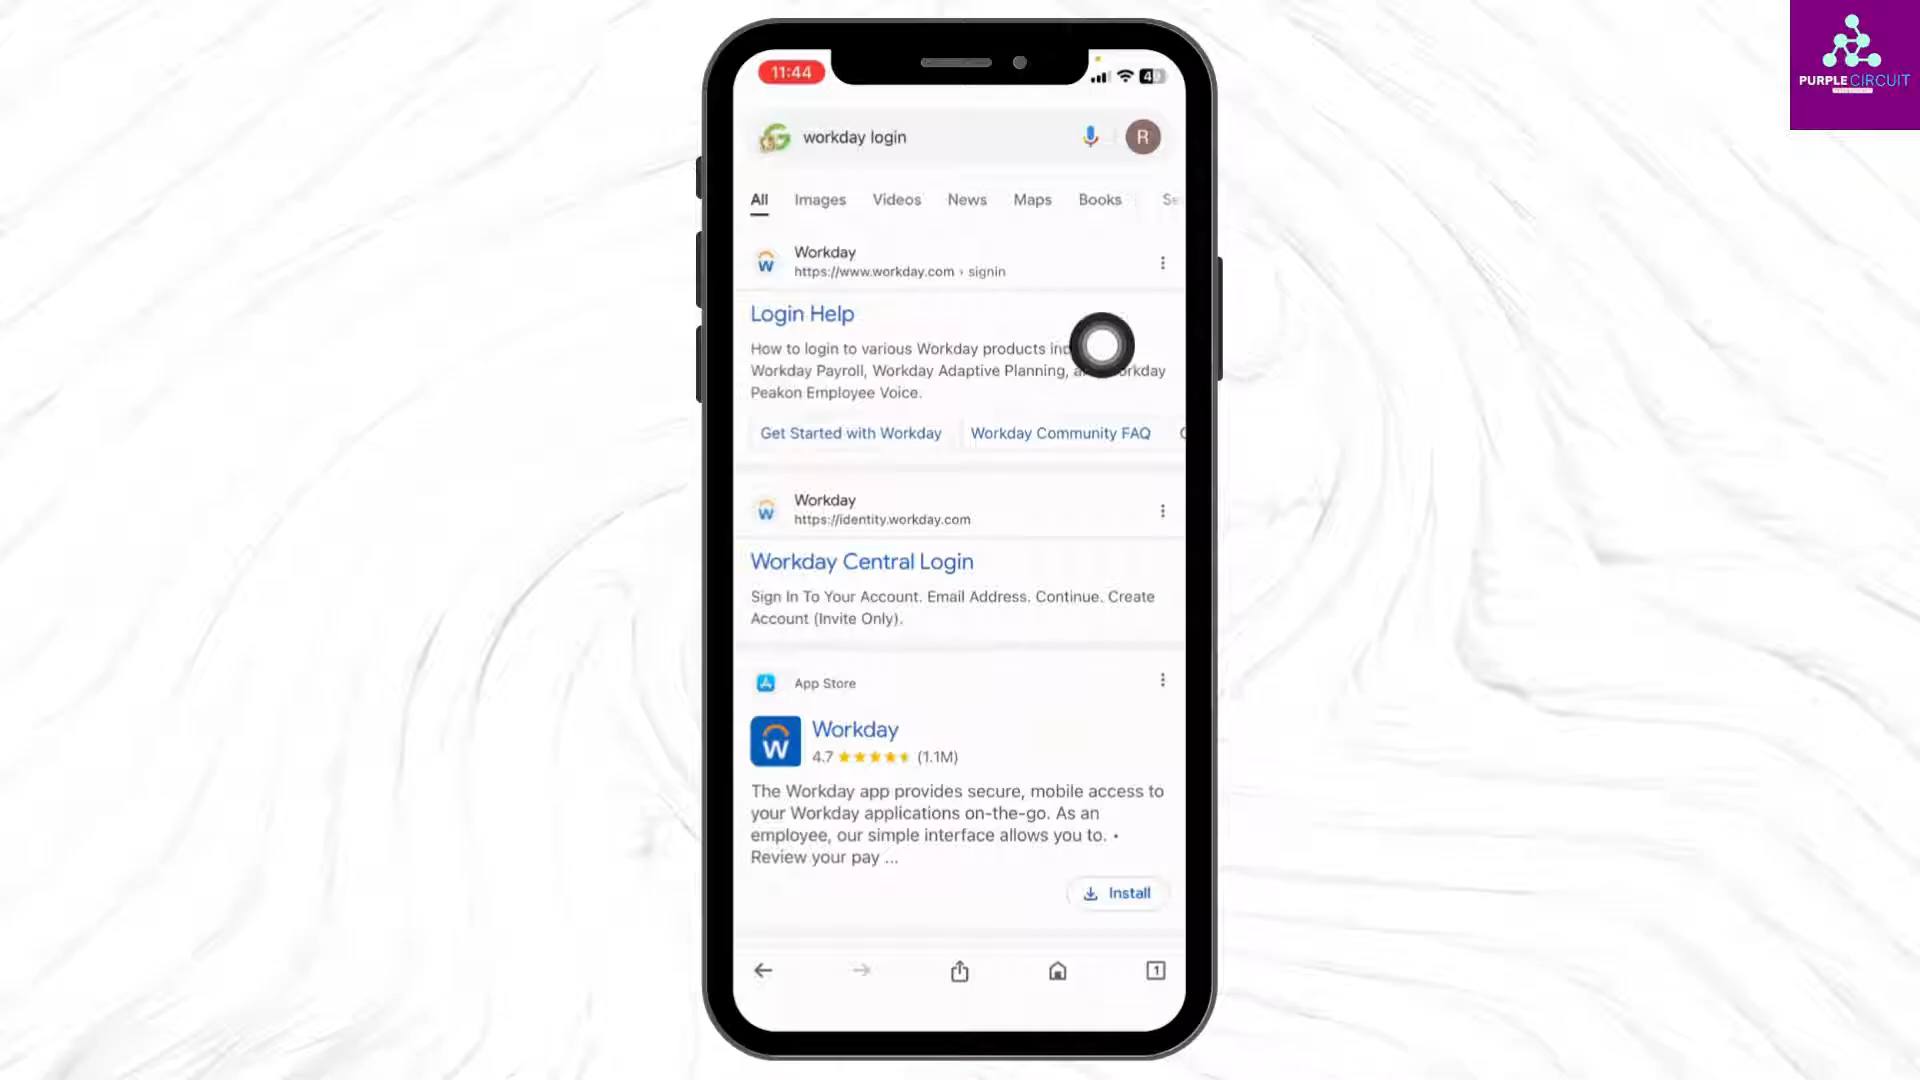 PURPLE CIRCUIT
11:44
workday login
R
All Images Videos News Maps Books
Workday
https://www.workday.com › signin
Login Help
How to login to various Workday products
Workday Payroll, Workday Adaptive Planning,
Peakon Employee Voice.
Get Started with Workday Workday Community FAQ
Workday
https://identity.workday.com
Workday Central Login
Sign In To Your Account. Email Address. Continue. Create
Account (Invite Only).
App Store
W
Workday
4.7 (1.1M)
The Workday app provides secure, mobile access to
your Workday applications on-the-go. As an
employee, our simple interface allows you to. •
Review your pay ...
Install
1